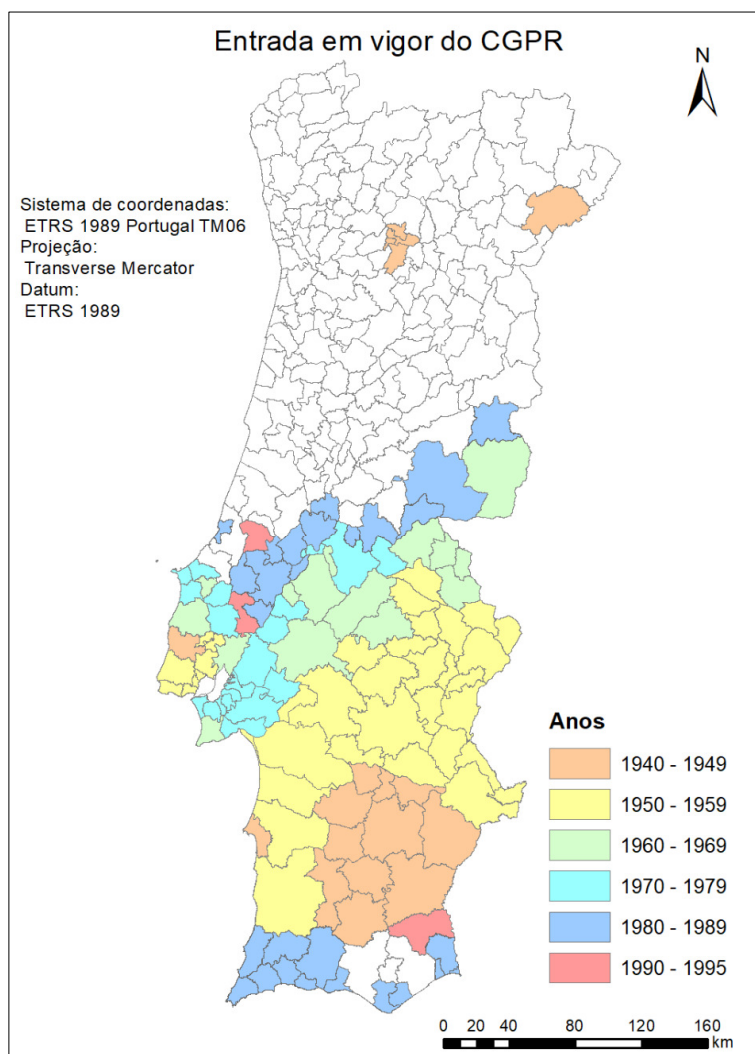 Entrada em vigor do CGPR
N
Sistema de coordenadas:
ETRS 1989 Portugal TM06
Projeção:
Transverse Mercator
Datum:
ETRS 1989
Anos
1940 - 1949
1950 - 1959
1960 - 1969
1970 - 1979
1980 - 1989
1990 - 1995
0 20 40 80 120 160
km